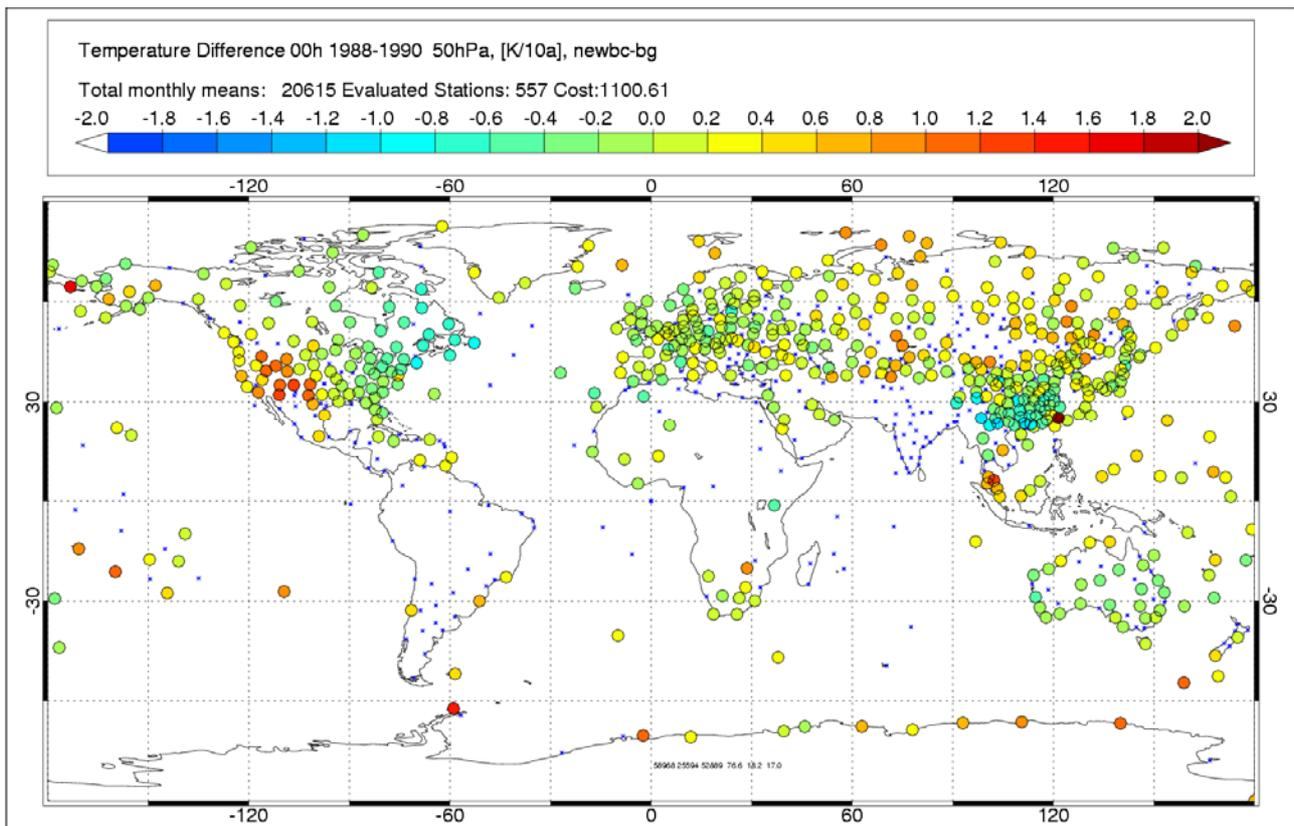 Temperature Difference 00h 1988-1990 50hPa, [K/10a], newbc-bg
Total monthly means: 20615 Evaluated Stations: 557 Cost:1100.61
-2.0 -1.8 -1.6 -1.4 -1.2 -1.0 -0.8 -0.6 -0.4 -0.2 0.0 0.2 0.4 0.6 0.8 1.0 1.2 1.4 1.6 1.8 2.0
-120 -60 0 60 120
30 30
-30 -30
58968 25594 52889 76.6 18.2 17.0
-120 -60 0 60 120